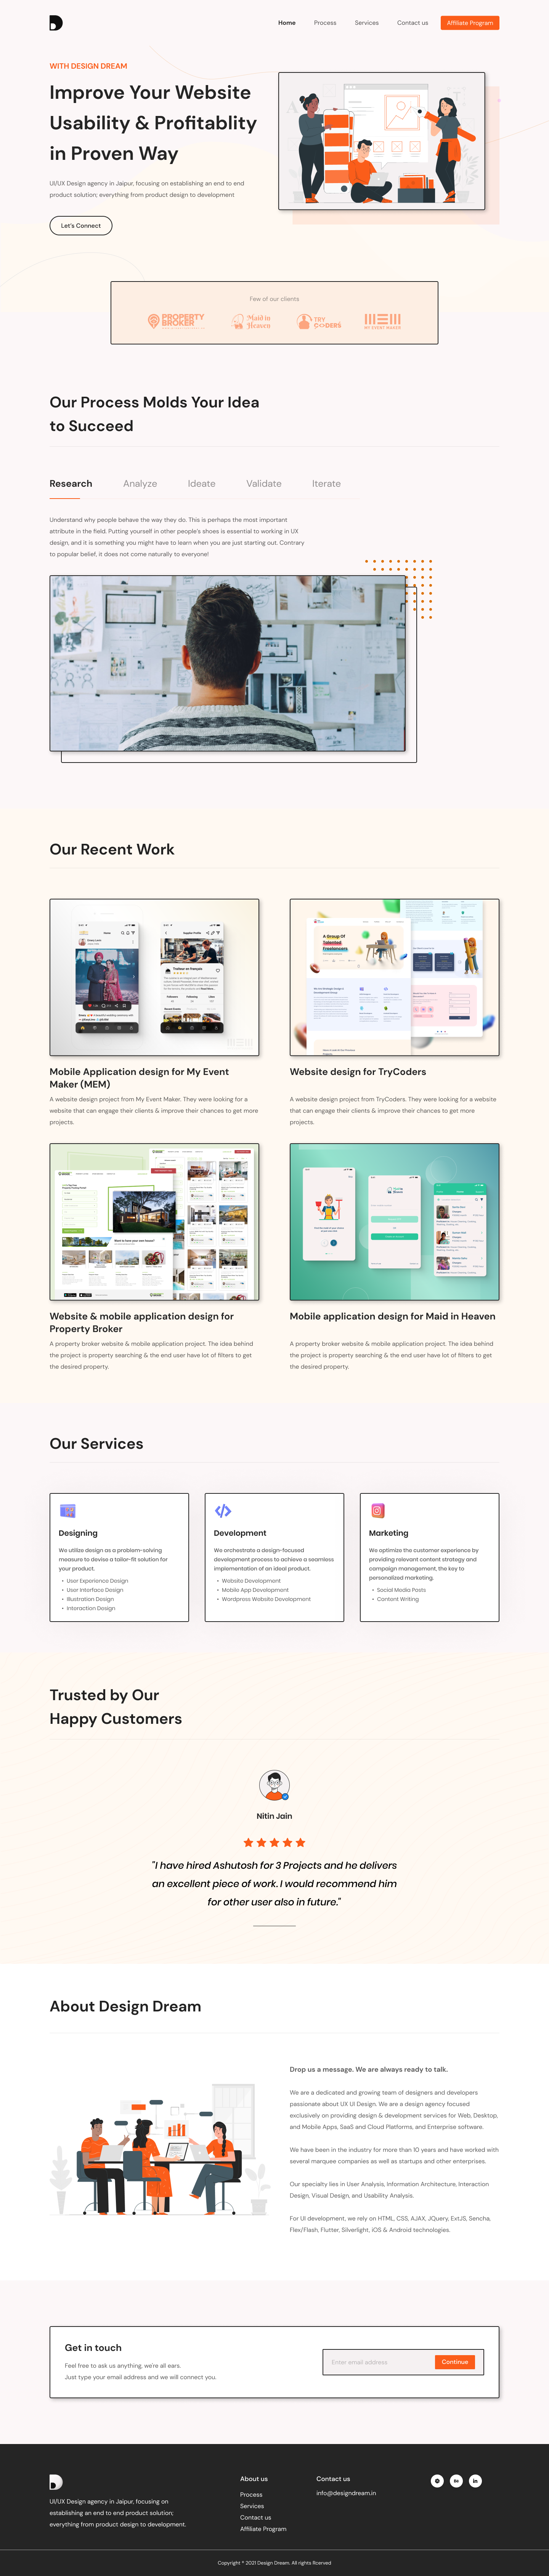 Home Process Services Contact us Affiliate Program
WITH DESIGN DREAM
Improve Your Website
Usability & Profitablity
in Proven Way
UI/UX Design agency in Jaipur, focusing on establishing an end to end
product solution; everything from product design to development
Let's Connect
Few of our clients
PROPERTY
BROKER
Maid in
Heaven
TRY
C<>DERS
MY EVENT MAKER
Our Process Molds Your Idea
to Succeed
Research Analyze Ideate Validate Iterate
Understand why people behave the way they do. This is perhaps the most important
attribute in the field. Putting yourself in other people's shoes is essential to working in UX
design, and it is something you might have to learn when you are just starting out. Contrary
to popular belief, it does not come naturally to everyone!
Our Recent Work
A Group Of
Talented
Freelancers
Mobile Application design for My Event
Maker (MEM)
A website design project from My Event Maker. They were looking for a
website that can engage their clients & improve their chances to get more
projects.
Website design for TryCoders
A website design project from TryCoders. They were looking for a website
that can engage their clients & improve their chances to get more
projects.
Website & mobile application design for
Property Broker
A property broker website & mobile application project. The idea behind
the project is property searching & the end user have lot of filters to get
the desired property.
Mobile application design for Maid in Heaven
A property broker website & mobile application project. The idea behind
the project is property searching & the end user have lot of filters to get
the desired property.
Our Services
Designing
We utilize design as a problem-solving
measure to devise a tailor-fit solution for
your product.
• User Experience Design
• User Interface Design
• Illustration Design
• Interaction Design
Development
We orchestrate a design-focused
development process to achieve a seamless
implementation of an ideal product.
• Website Development
• Mobile App Development
• Wordpress Website Development
Marketing
We optimize the customer experience by
providing relevant content strategy and
campaign management, the key to
personalized marketing.
• Social Media Posts
• Content Writing
Trusted by Our
Happy Customers
Nitin Jain
"I have hired Ashutosh for 3 Projects and he delivers
an excellent piece of work. I would recommend him
for other user also in future."
About Design Dream
Drop us a message. We are always ready to talk.
We are a dedicated and growing team of designers and developers
passionate about UX UI Design. We are a design agency focused
exclusively on providing design & development services for Web, Desktop,
and Mobile Apps, SaaS and Cloud Platforms, and Enterprise software.
We have been in the industry for more than 10 years and have worked with
several marquee companies as well as startups and other enterprises.
Our specialty lies in User Analysis, Information Architecture, Interaction
Design, Visual Design, and Usability Analysis.
For UI development, we rely on HTML, CSS, AJAX, JQuery, ExtJS, Sencha,
Flex/Flash, Flutter, Silverlight, iOS & Android technologies.
Get in touch
Feel free to ask us anything, we're all ears.
Just type your email address and we will connect you.
Enter email address
Continue
UI/UX Design agency in Jaipur, focusing on
establishing an end to end product solution;
everything from product design to development.
About us
Process
Services
Contact us
Affiliate Program
Contact us
info@designdream.in
Bē
in
Copyright ® 2021 Design Dream. All rights Rcerved